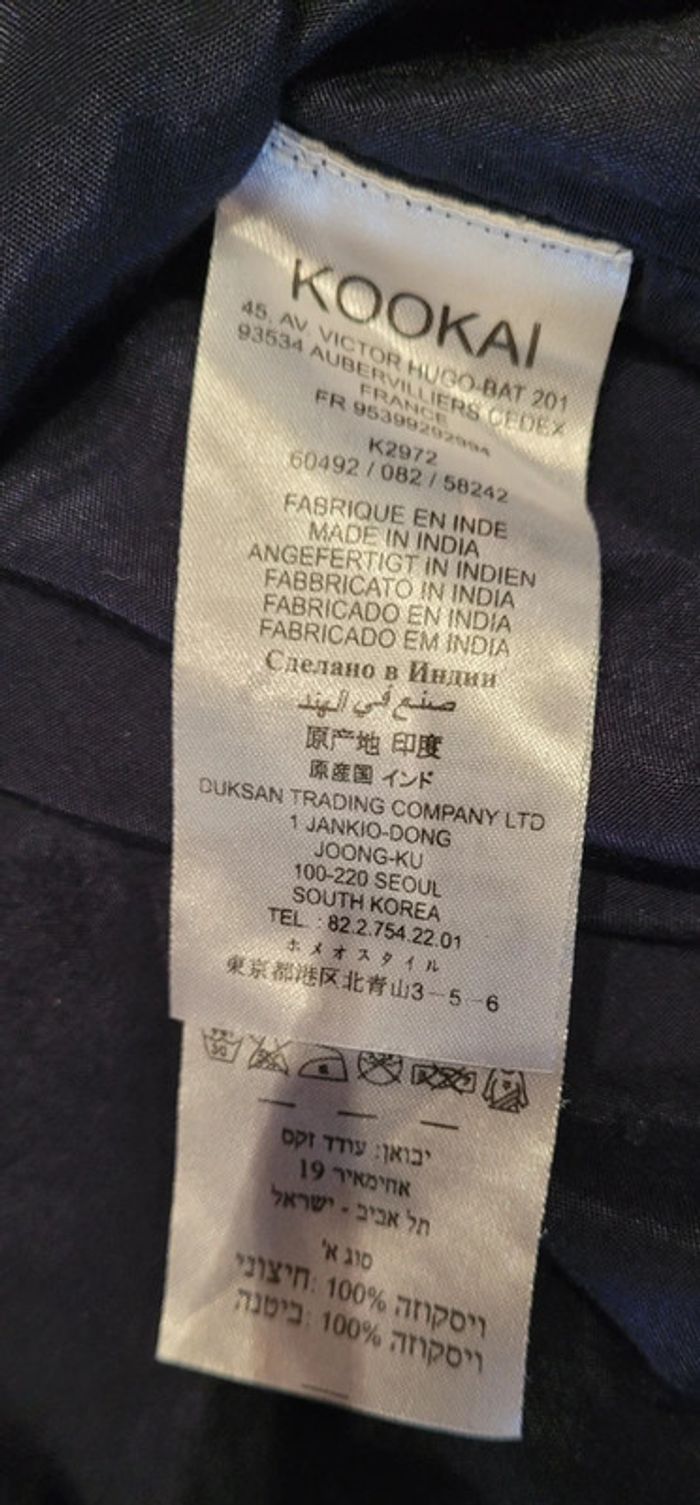 KOOKAI
45, AV. VICTOR HUGO-BAT 201
93534 AUBERVILLIERS CEDEX
FRANCE
FR 95399292994
K2972
60492 / 082 / 58242
FABRIQUE EN INDE
MADE IN INDIA
ANGEFERTIGT IN INDIEN
FABBRICATO IN INDIA
FABRICADO EN INDIA
FABRICADO EM INDIA
Сделано в Индии
صنع في الهند
原产地 印度
原産国 インド
DUKSAN TRADING COMPANY LTD
1 JANKIO-DONG
JOONG-KU
100-220 SEOUL
SOUTH KOREA
TEL. : 82.2.754.22.01
ホメオスタイル
東京都港区北青山3-5-6
יבואן: עודד זקס
אחימאיר 19
תל אביב - ישראל
סוג א'
ויסקוזה 100% :חיצוני
ויסקוזה 100% :ביטנה